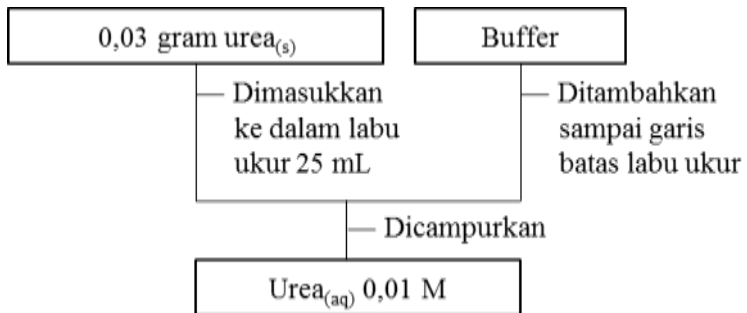 0,03 gram urea(s)
Buffer
Dimasukkan
ke dalam labu
ukur 25 mL
Ditambahkan
sampai garis
batas labu ukur
Dicampurkan
Urea(aq) 0,01 M